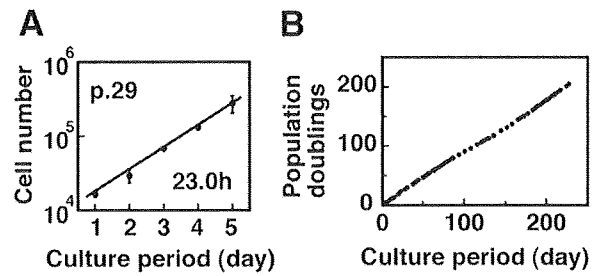 A
Cell number
10^6
10^5
10^4
p.29
23.0h
1 2 3 4 5
Culture period (day)
B
Population
doublings
200
100
0
0 100 200
Culture period (day)